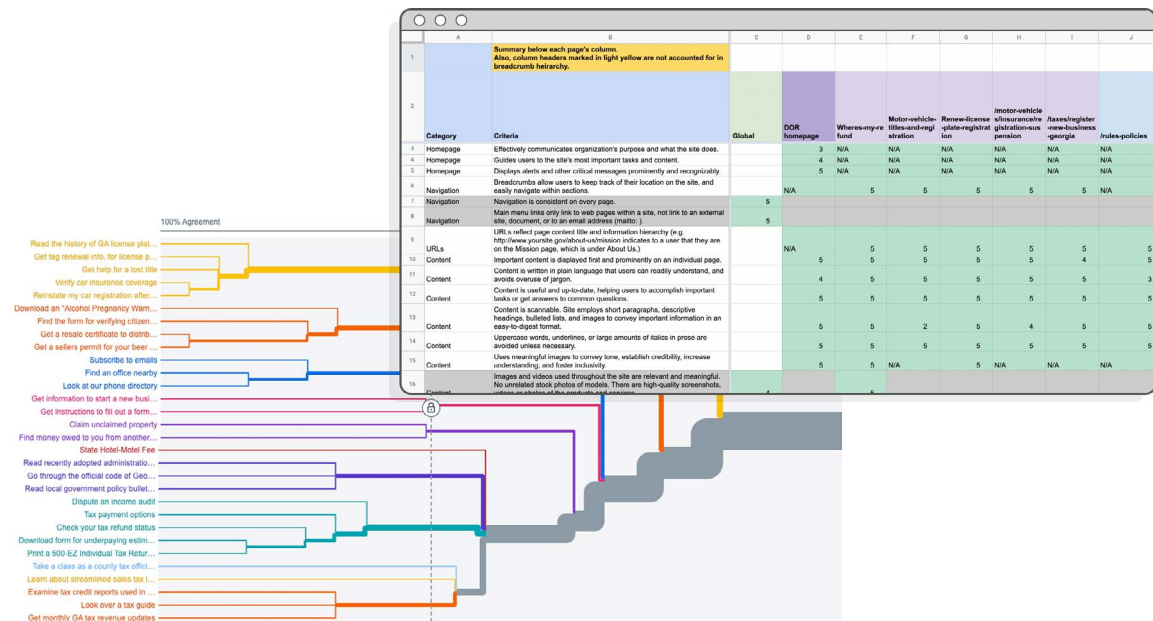 A B C D E F G H I J
1 Summary below each page's column.
Also, column headers marked in light yellow are not accounted for in
breadcrumb heirarchy.
2 Category Criteria Global DOR homepage Wheres-my-refund Motor-vehicle-titles-and-registration Renew-license-plate-registration /motor-vehicles/insurance/registration-suspension /taxes/register-new-business-georgia /rules-policies
3 Homepage Effectively communicates organization's purpose and what the site does. 3 N/A N/A N/A N/A N/A N/A
4 Homepage Guides users to the site's most important tasks and content. 4 N/A N/A N/A N/A N/A N/A
5 Homepage Displays alerts and other critical messages prominently and recognizably. 5 N/A N/A N/A N/A N/A N/A
6 Navigation Breadcrumbs allow users to keep track of their location on the site, and
easily navigate within sections. N/A 5 5 5 5 5 N/A
7 Navigation Navigation is consistent on every page. 5
8 Navigation Main menu links only link to web pages within a site, not link to an external
site, document, or to an email address (mailto: ). 5
9 URLs URLs reflect page content title and information hierarchy (e.g.
http://www.yoursite.gov/about-us/mission indicates to a user that they are
on the Mission page, which is under About Us.) N/A 5 5 5 5 5 5
10 Content Important content is displayed first and prominently on an individual page. 5 5 5 5 5 4 5
11 Content Content is written in plain language that users can readily understand, and
avoids overuse of jargon. 4 5 5 5 5 5 3
12 Content Content is useful and up-to-date, helping users to accomplish important
tasks or get answers to common questions. 5 5 5 5 5 5 5
13 Content Content is scannable. Site employs short paragraphs, descriptive
headings, bulleted lists, and images to convey important information in an
easy-to-digest format. 5 5 2 5 4 5 5
14 Content Uppercase words, underlines, or large amounts of italics in prose are
avoided unless necessary. 5 5 5 5 5 5 5
15 Content Uses meaningful images to convey tone, establish credibility, increase
understanding, and foster inclusivity. 5 5 N/A 5 N/A N/A N/A
16 Images and videos used throughout the site are relevant and meaningful.
No unrelated stock photos of models. There are high-quality screenshots,
100% Agreement
Read the history of GA license plat...
Get tag renewal info. for license p...
Get help for a lost title
Verify car insurance coverage
Reinstate my car registration after...
Download an "Alcohol Pregnancy Warn...
Find the form for verifying citizen...
Get a resale certificate to distrib...
Get a sellers permit for your beer ...
Subscribe to emails
Find an office nearby
Look at our phone directory
Get information to start a new busi...
Get instructions to fill out a form...
Claim unclaimed property
Find money owed to you from another...
State Hotel-Motel Fee
Read recently adopted administratio...
Go through the official code of Geo...
Read local government policy bullet...
Dispute an income audit
Tax payment options
Check your tax refund status
Download form for underpaying estim...
Print a 500-EZ Individual Tax Retur...
Take a class as a county tax offici...
Learn about streamlined sales tax i...
Examine tax credit reports used in ...
Look over a tax guide
Get monthly GA tax revenue updates